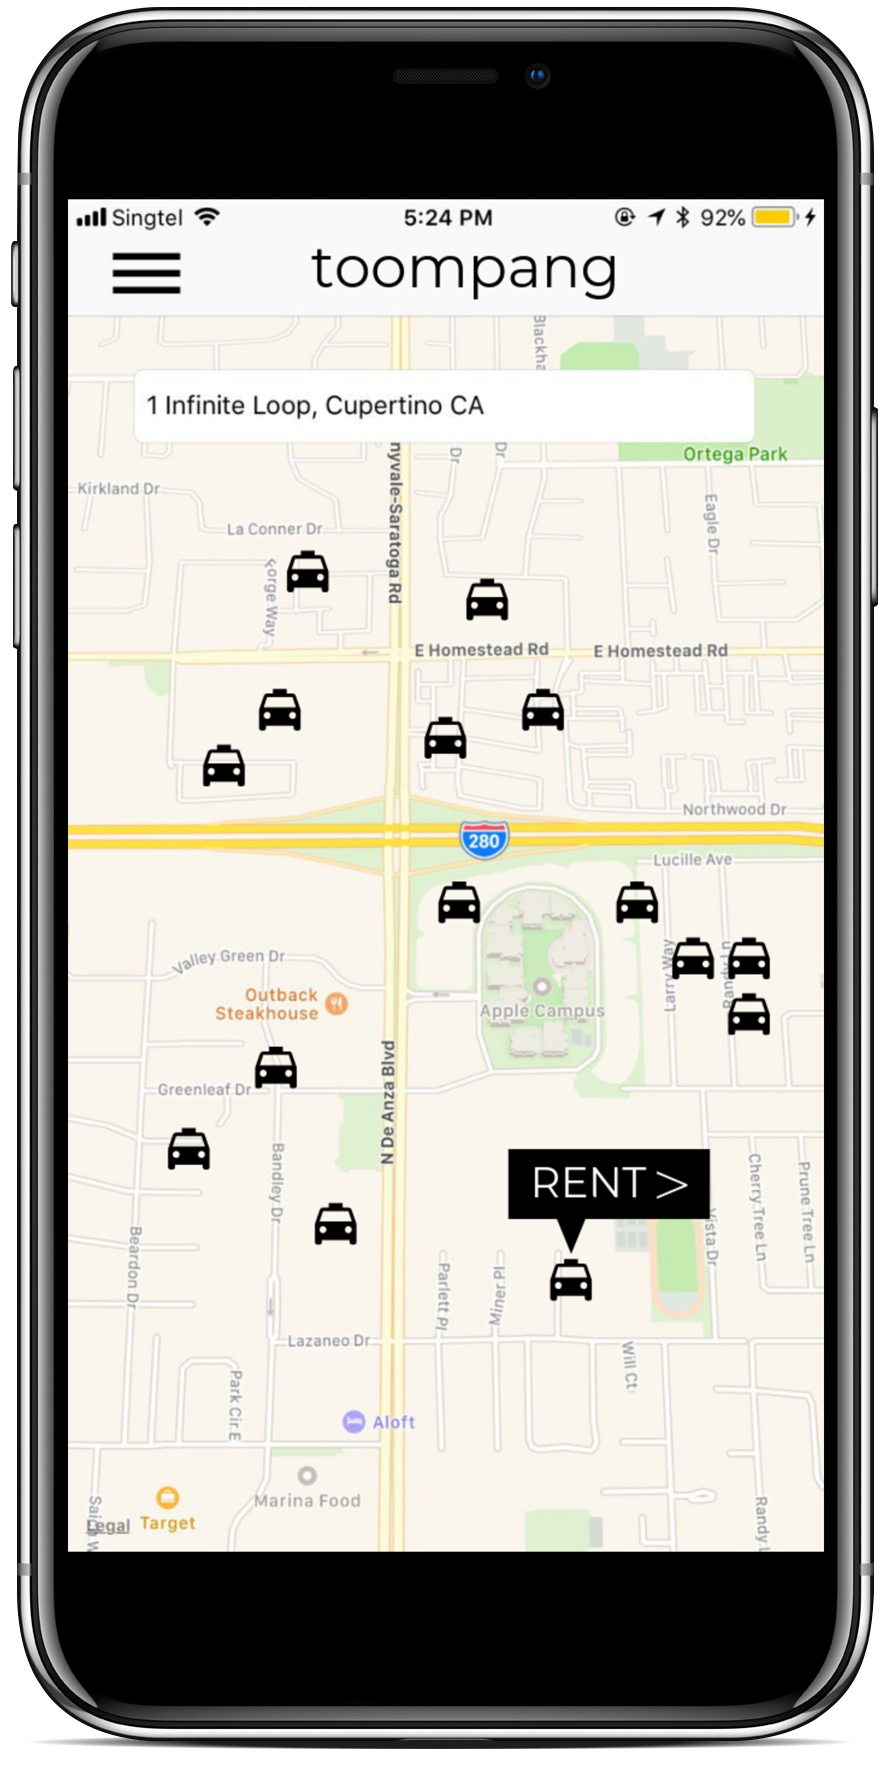 Singtel 5:24 PM 92%
toompang
Blackha
1 Infinite Loop, Cupertino CA
Dr
Dr
Ortega Park
Kirkland Dr
nyvale-Saratoga Rd
Eagle Dr
La Conner Dr
orge Way
E Homestead Rd
E Homestead Rd
Northwood Dr
280
Lucille Ave
Valley Green Dr
Larry Way
Outback
Steakhouse
Apple Campus
N De Anza Blvd
Greenleaf Dr
Bandley Dr
RENT >
Cherry Tree Ln
Prune Tree Ln
Vista Dr
Beardon Dr
Parlett Pl
Miner Pl
Lazaneo Dr
Will Ct
Park Cir E
Aloft
Marina Food
Legal
Target
Randy L